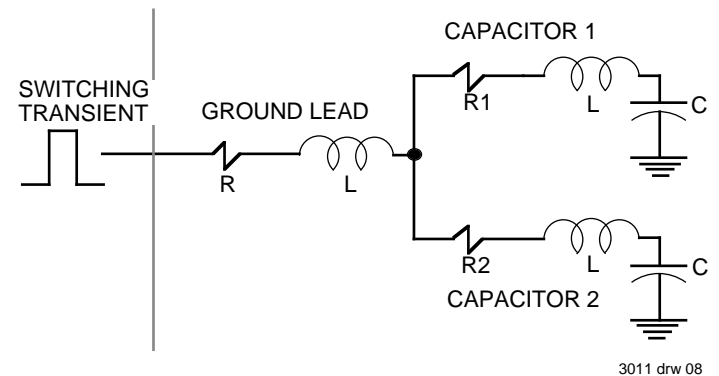 CAPACITOR 1
SWITCHING
TRANSIENT
GROUND LEAD
R1
L
C
R
L
R2
L
C
CAPACITOR 2
3011 drw 08